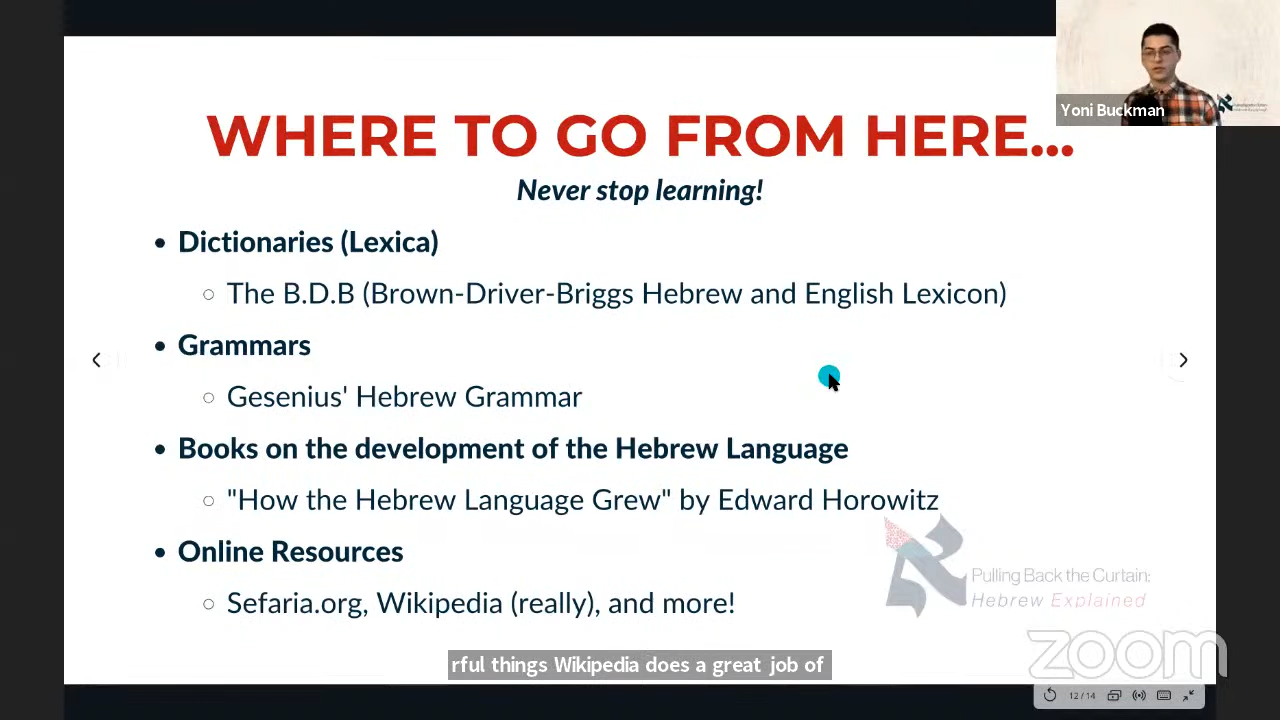 Yoni Buckman
WHERE TO GO FROM HERE...
Never stop learning!
• Dictionaries (Lexica)
○ The B.D.B (Brown-Driver-Briggs Hebrew and English Lexicon)
• Grammars
○ Gesenius' Hebrew Grammar
• Books on the development of the Hebrew Language
○ "How the Hebrew Language Grew" by Edward Horowitz
• Online Resources
○ Sefaria.org, Wikipedia (really), and more!
Pulling Back the Curtain:
Hebrew Explained
zoom
rful things Wikipedia does a great job of
12/14